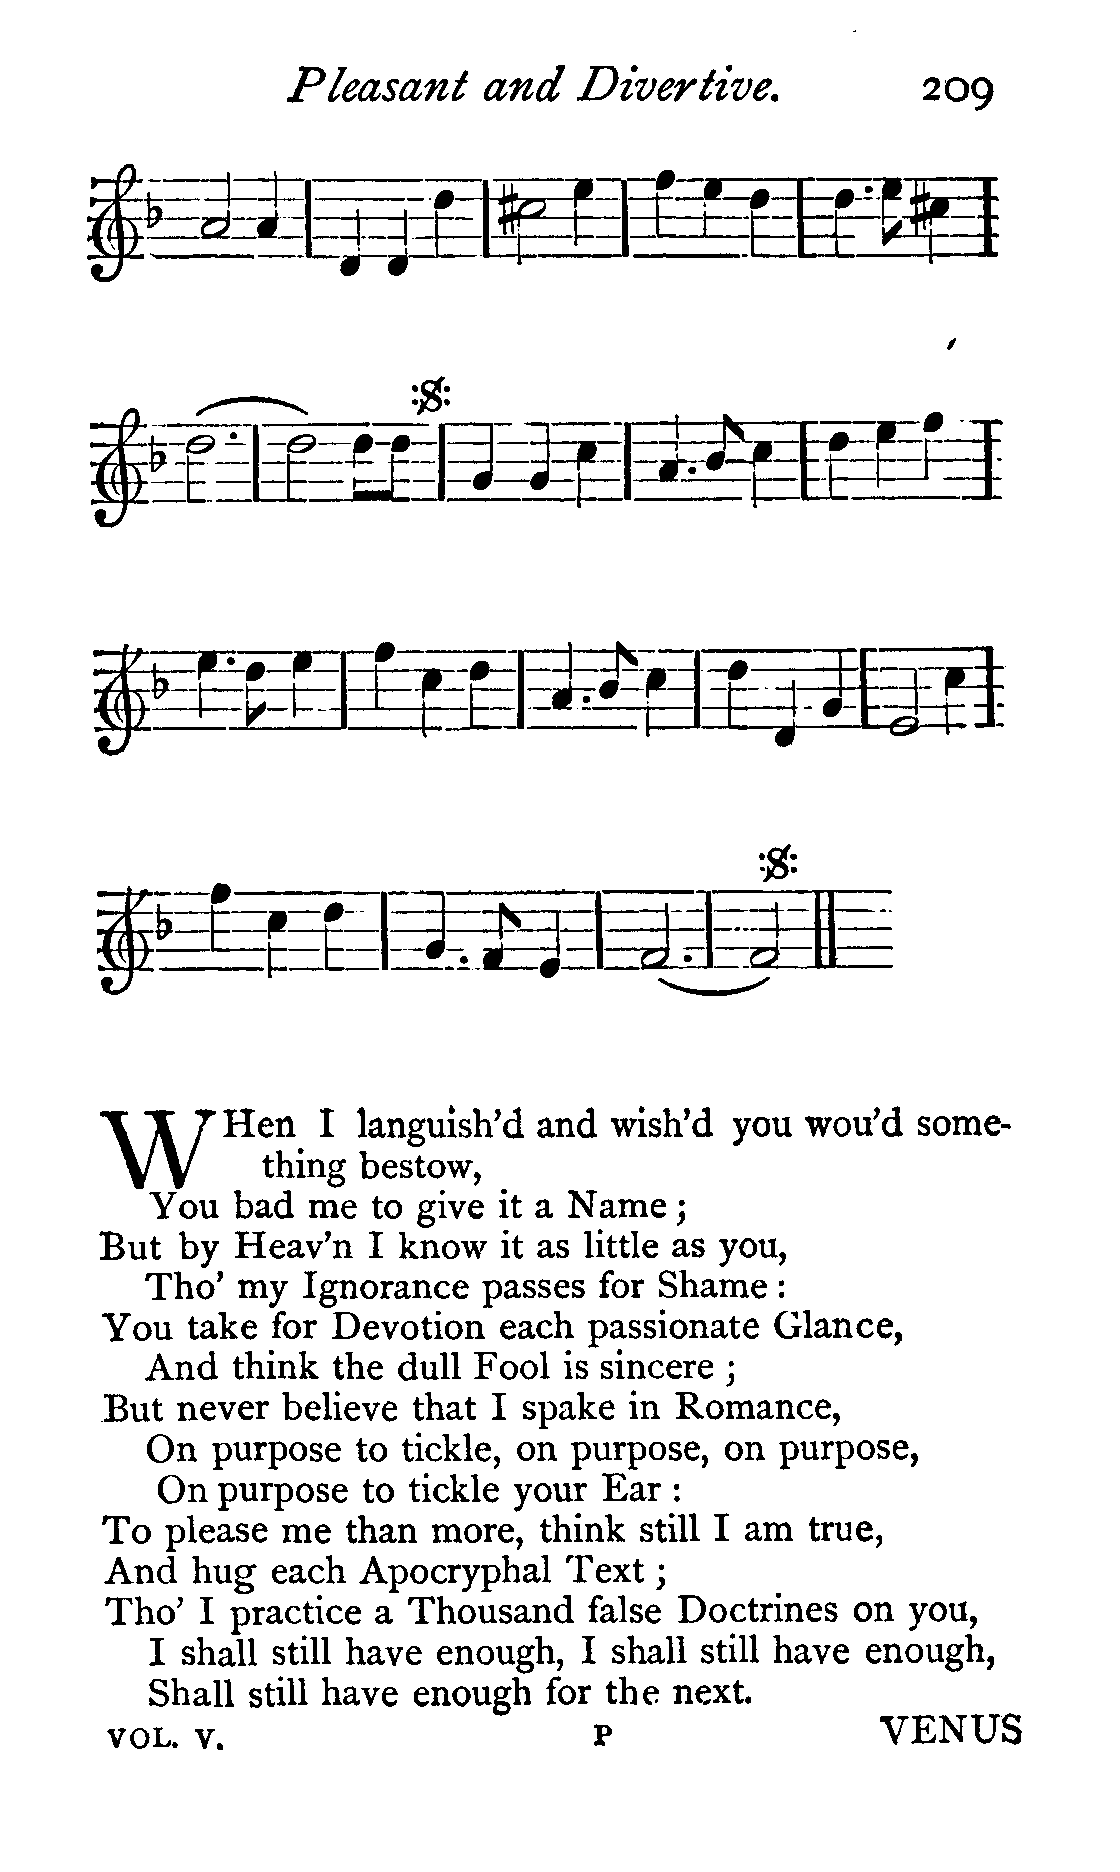 Pleasant and Divertive. 209
WHen I languish'd and wish'd you wou'd some-
thing bestow,
You bad me to give it a Name;
But by Heav'n I know it as little as you,
Tho' my Ignorance passes for Shame:
You take for Devotion each passionate Glance,
And think the dull Fool is sincere;
But never believe that I spake in Romance,
On purpose to tickle, on purpose, on purpose,
On purpose to tickle your Ear:
To please me than more, think still I am true,
And hug each Apocryphal Text;
Tho' I practice a Thousand false Doctrines on you,
I shall still have enough, I shall still have enough,
Shall still have enough for the next.
VOL. V. P VENUS